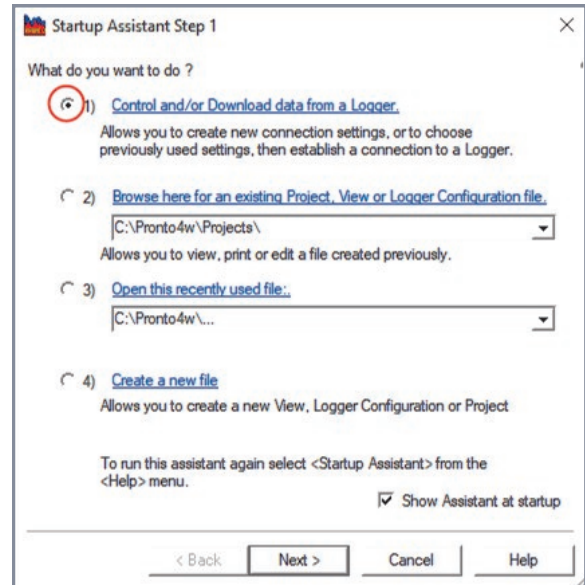 Startup Assistant Step 1
What do you want to do ?
1) Control and/or Download data from a Logger.
Allows you to create new connection settings, or to choose
previously used settings, then establish a connection to a Logger.
2) Browse here for an existing Project, View or Logger Configuration file.
C:\Pronto4w\Projects\
Allows you to view, print or edit a file created previously.
3) Open this recently used file:.
C:\Pronto4w\...
4) Create a new file
Allows you to create a new View, Logger Configuration or Project
To run this assistant again select <Startup Assistant> from the
<Help> menu.
Show Assistant at startup
< Back Next > Cancel Help